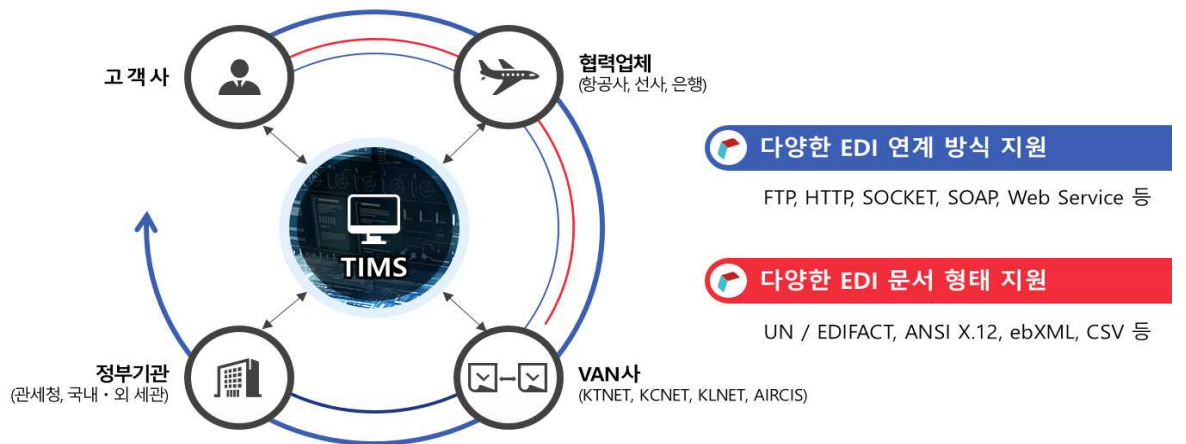 고객사
협력업체
(항공사, 선사, 은행)
다양한 EDI 연계 방식 지원
FTP, HTTP, SOCKET, SOAP, Web Service 등
TIMS
다양한 EDI 문서 형태 지원
UN / EDIFACT, ANSI X.12, ebXML, CSV 등
정부기관
(관세청, 국내・외 세관)
VAN사
(KTNET, KCNET, KLNET, AIRCIS)